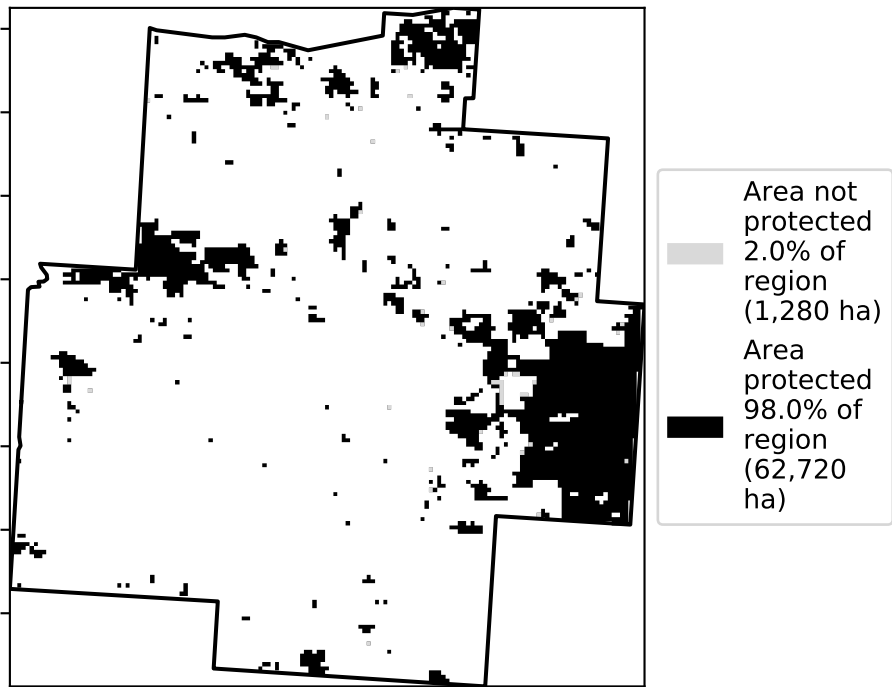 Area not
protected
2.0% of
region
(1,280 ha)
Area
protected
98.0% of
region
(62,720
ha)